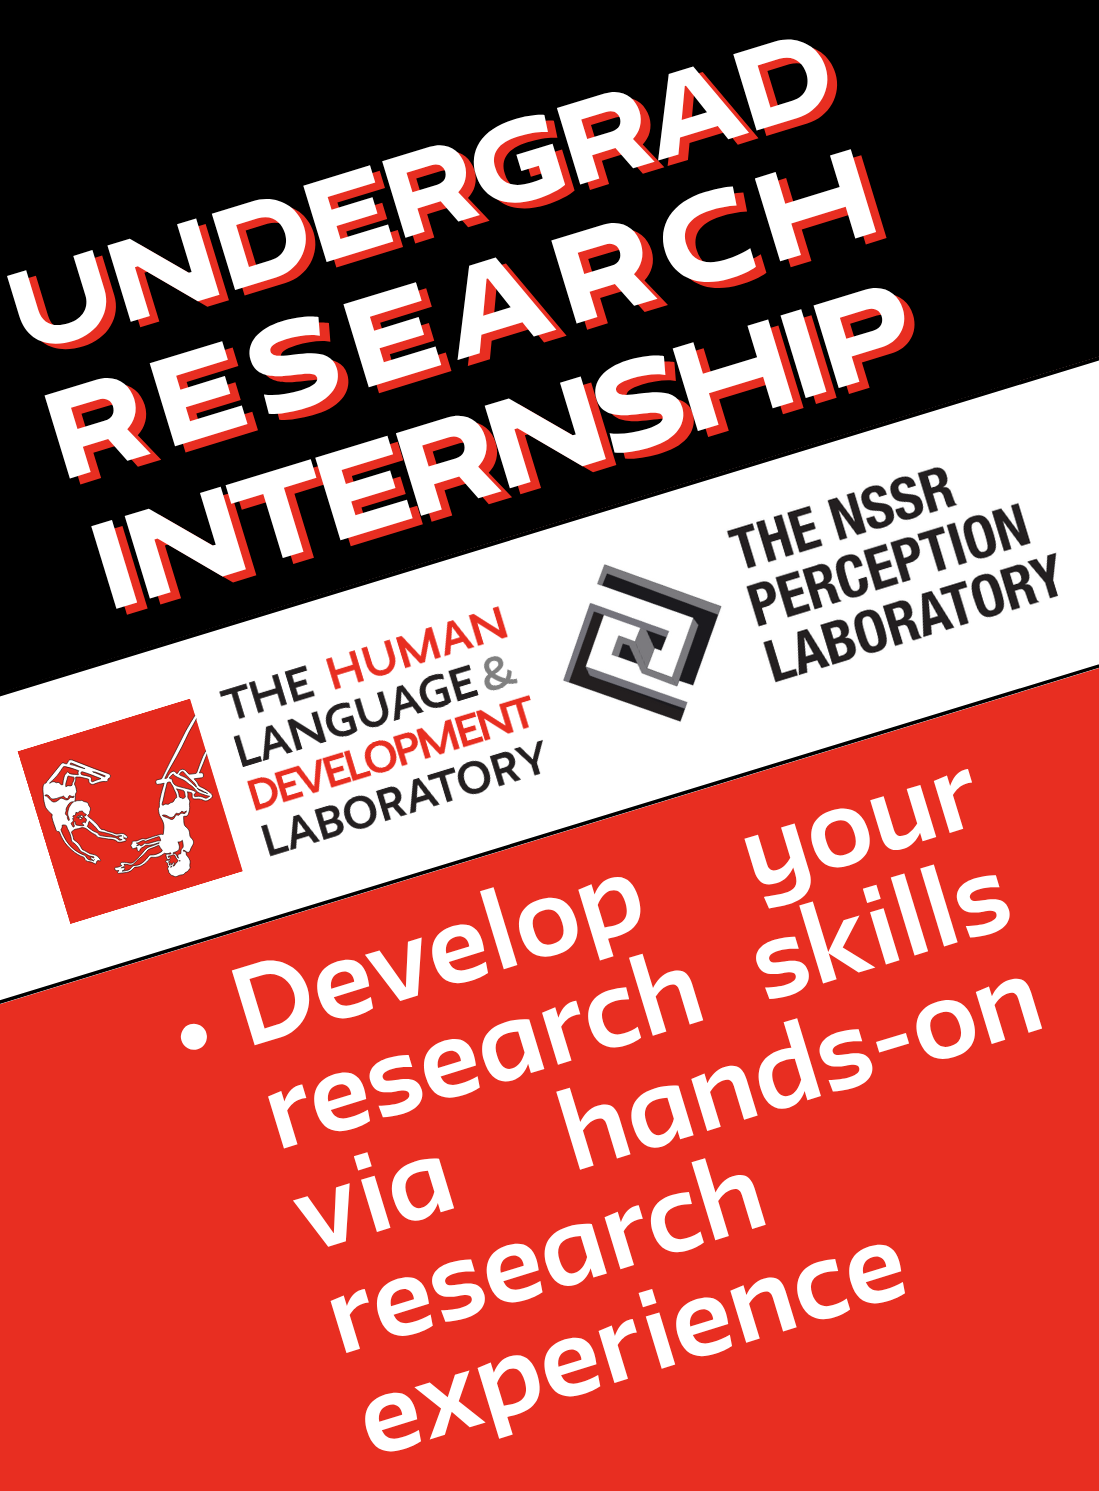 UNDERGRAD
RESEARCH
INTERNSHIP
THE HUMAN
LANGUAGE &
DEVELOPMENT
LABORATORY
THE NSSR
PERCEPTION
LABORATORY
• Develop your
research skills
via hands-on
research
experience